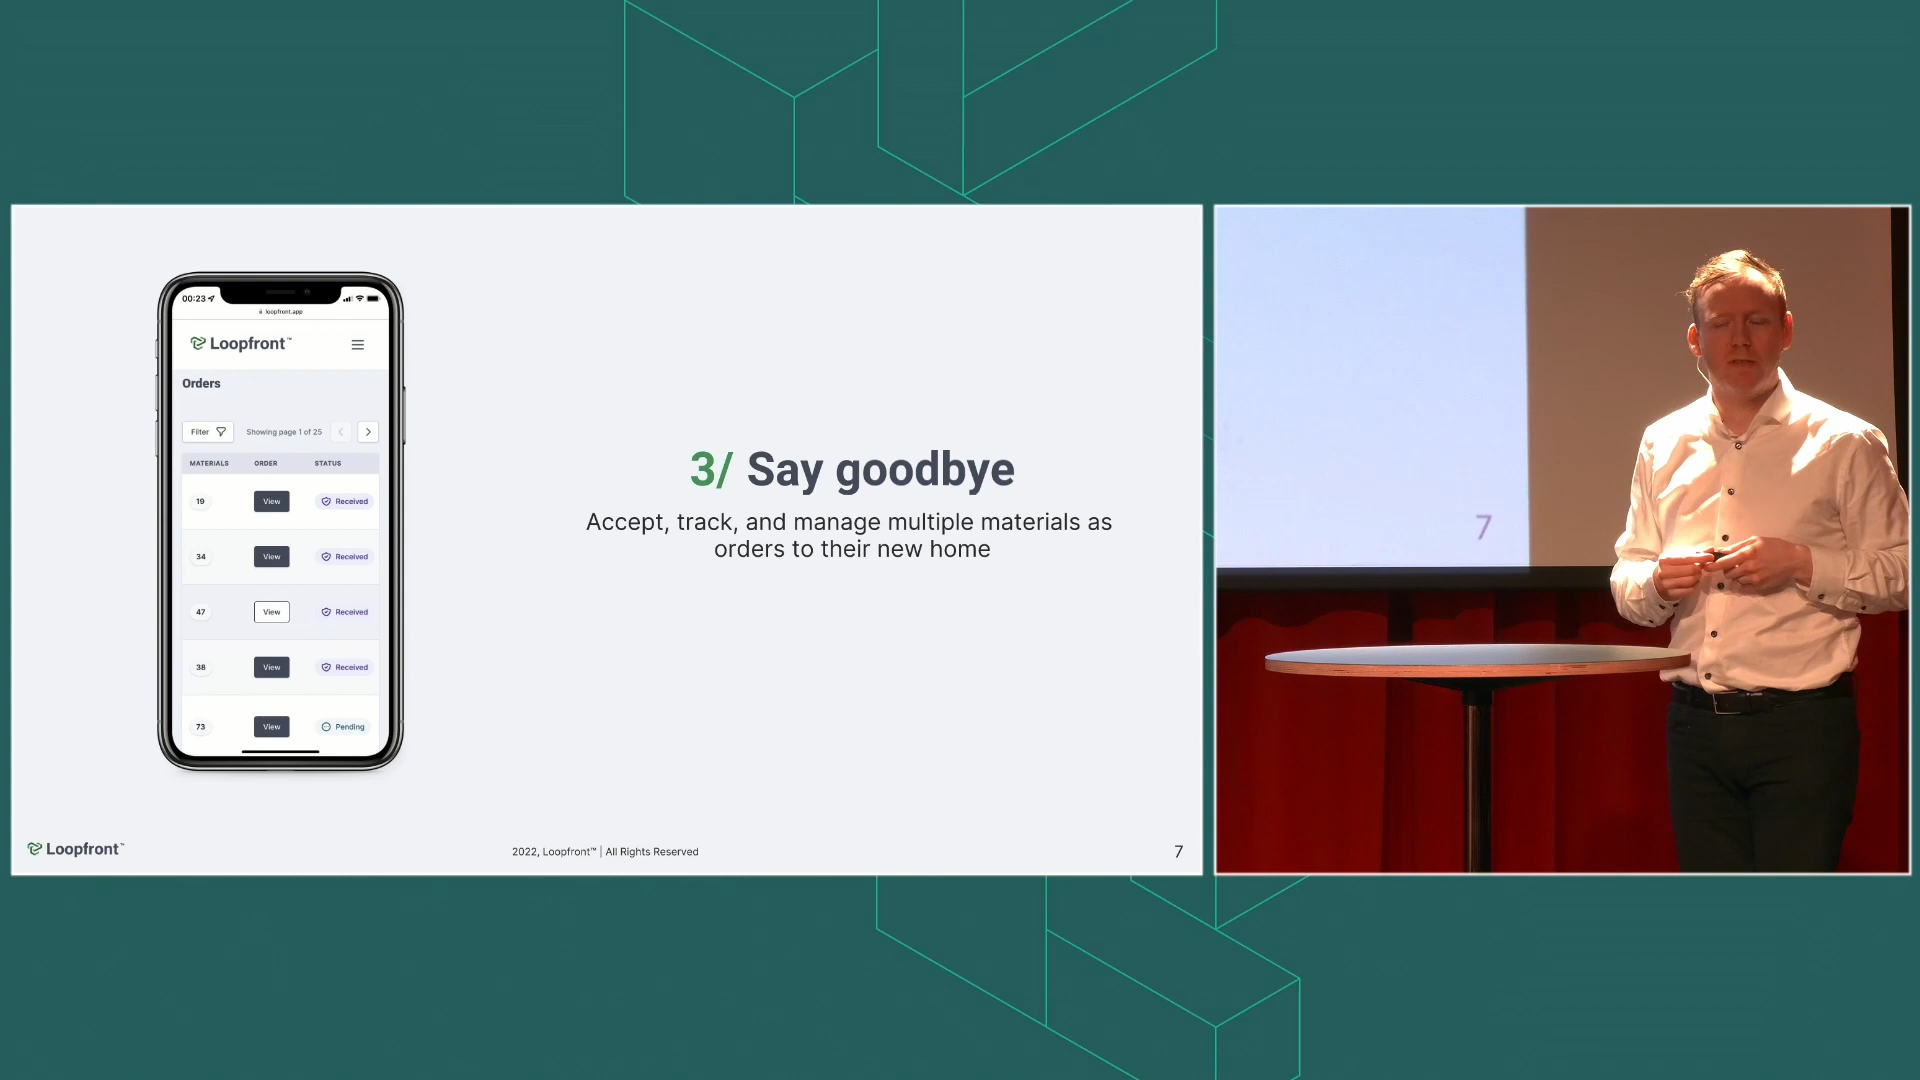 00:23
loopfront.app
Loopfront™
Orders
Filter
Showing page 1 of 25
MATERIALS ORDER STATUS
19 View Received
34 View Received
47 View Received
38 View Received
73 View Pending
3/ Say goodbye
Accept, track, and manage multiple materials as
orders to their new home
Loopfront™
2022, Loopfront™ | All Rights Reserved
7
7